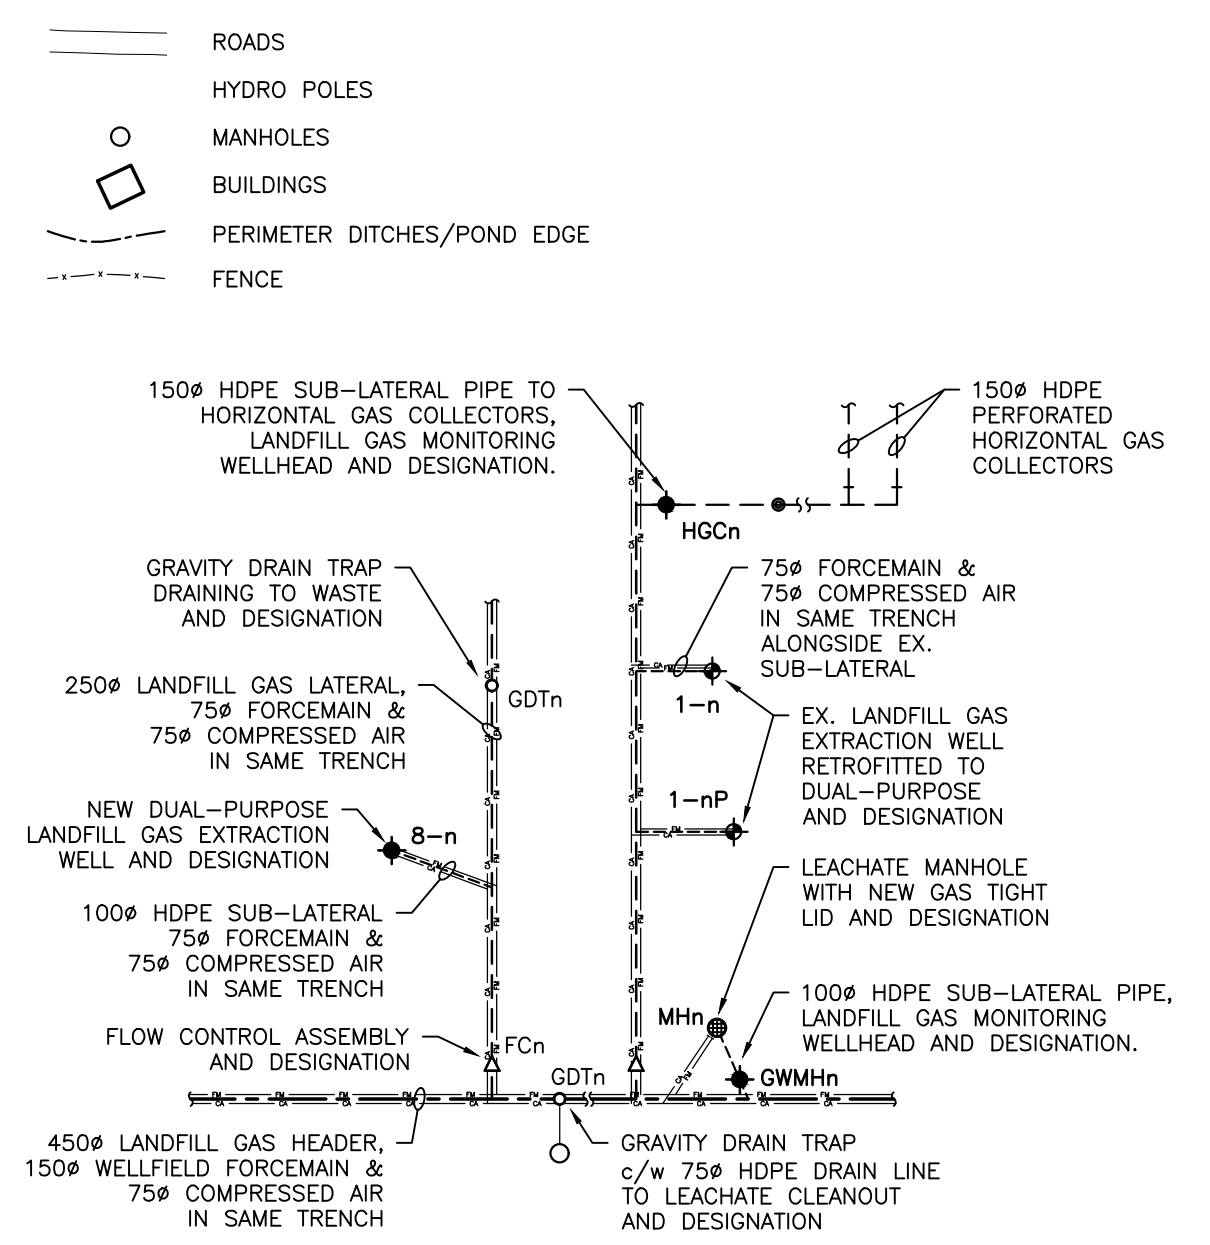 ROADS
HYDRO POLES
MANHOLES
BUILDINGS
PERIMETER DITCHES/POND EDGE
FENCE
150ø HDPE SUB-LATERAL PIPE TO
HORIZONTAL GAS COLLECTORS,
LANDFILL GAS MONITORING
WELLHEAD AND DESIGNATION.
150ø HDPE
PERFORATED
HORIZONTAL GAS
COLLECTORS
HGCn
GRAVITY DRAIN TRAP
DRAINING TO WASTE
AND DESIGNATION
75ø FORCEMAIN &
75ø COMPRESSED AIR
IN SAME TRENCH
ALONGSIDE EX.
SUB-LATERAL
GDTn
1-n
250ø LANDFILL GAS LATERAL,
75ø FORCEMAIN &
75ø COMPRESSED AIR
IN SAME TRENCH
EX. LANDFILL GAS
EXTRACTION WELL
RETROFITTED TO
DUAL-PURPOSE
AND DESIGNATION
1-nP
NEW DUAL-PURPOSE
LANDFILL GAS EXTRACTION
WELL AND DESIGNATION
8-n
LEACHATE MANHOLE
WITH NEW GAS TIGHT
LID AND DESIGNATION
100ø HDPE SUB-LATERAL
75ø FORCEMAIN &
75ø COMPRESSED AIR
IN SAME TRENCH
100ø HDPE SUB-LATERAL PIPE,
LANDFILL GAS MONITORING
WELLHEAD AND DESIGNATION.
MHn
FLOW CONTROL ASSEMBLY
AND DESIGNATION
FCn
GDTn
GWMHn
450ø LANDFILL GAS HEADER,
150ø WELLFIELD FORCEMAIN &
75ø COMPRESSED AIR
IN SAME TRENCH
GRAVITY DRAIN TRAP
c/w 75ø HDPE DRAIN LINE
TO LEACHATE CLEANOUT
AND DESIGNATION